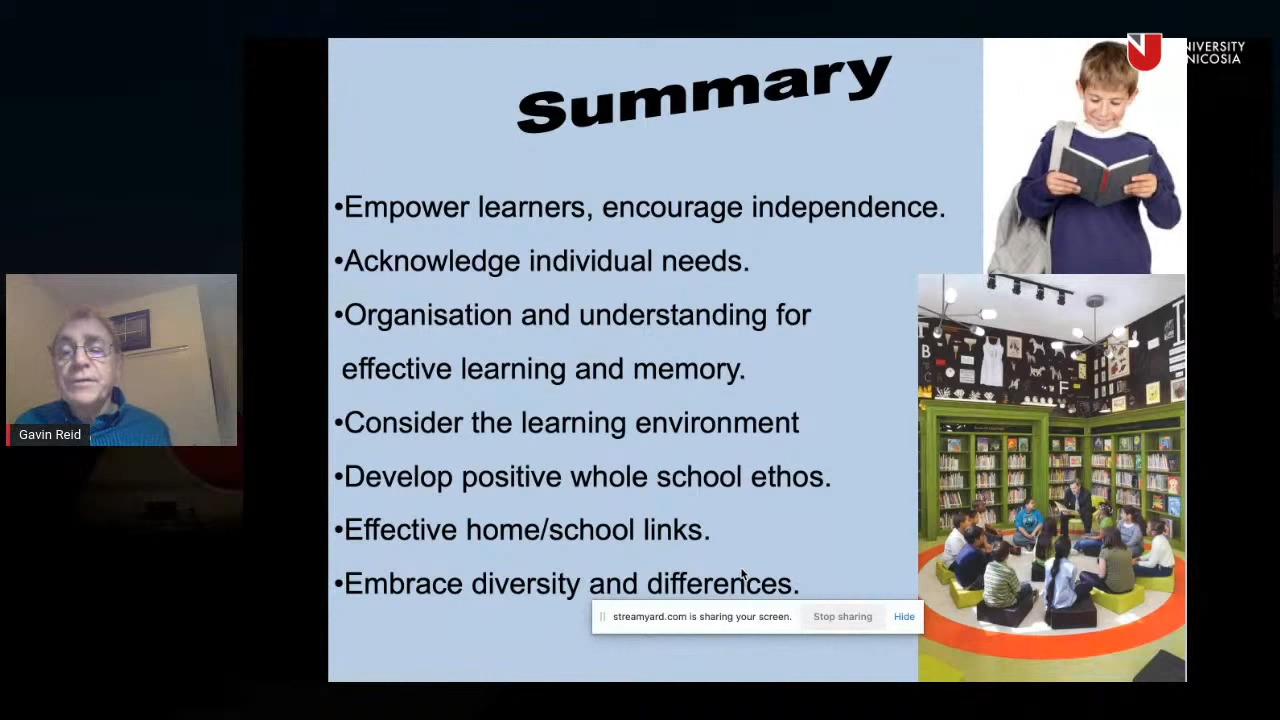 NIVERSITY
NICOSIA
Summary
•Empower learners, encourage independence.
•Acknowledge individual needs.
•Organisation and understanding for
effective learning and memory.
•Consider the learning environment
•Develop positive whole school ethos.
•Effective home/school links.
•Embrace diversity and differences.
Gavin Reid
streamyard.com is sharing your screen. Stop sharing Hide